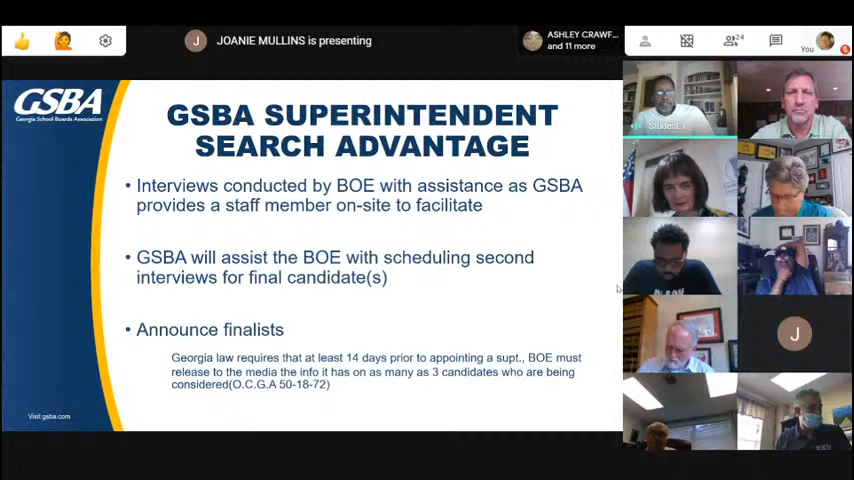 J
JOANIE MULLINS is presenting
ASHLEY CRAWF...
and 11 more
24
You
GSBA
Georgia School Boards Association
GSBA SUPERINTENDENT
SEARCH ADVANTAGE
• Interviews conducted by BOE with assistance as GSBA
provides a staff member on-site to facilitate
• GSBA will assist the BOE with scheduling second
interviews for final candidate(s)
• Announce finalists
Georgia law requires that at least 14 days prior to appointing a supt., BOE must
release to the media the info it has on as many as 3 candidates who are being
considered(O.C.G.A 50-18-72)
Visit gsba.com
Student 1
J